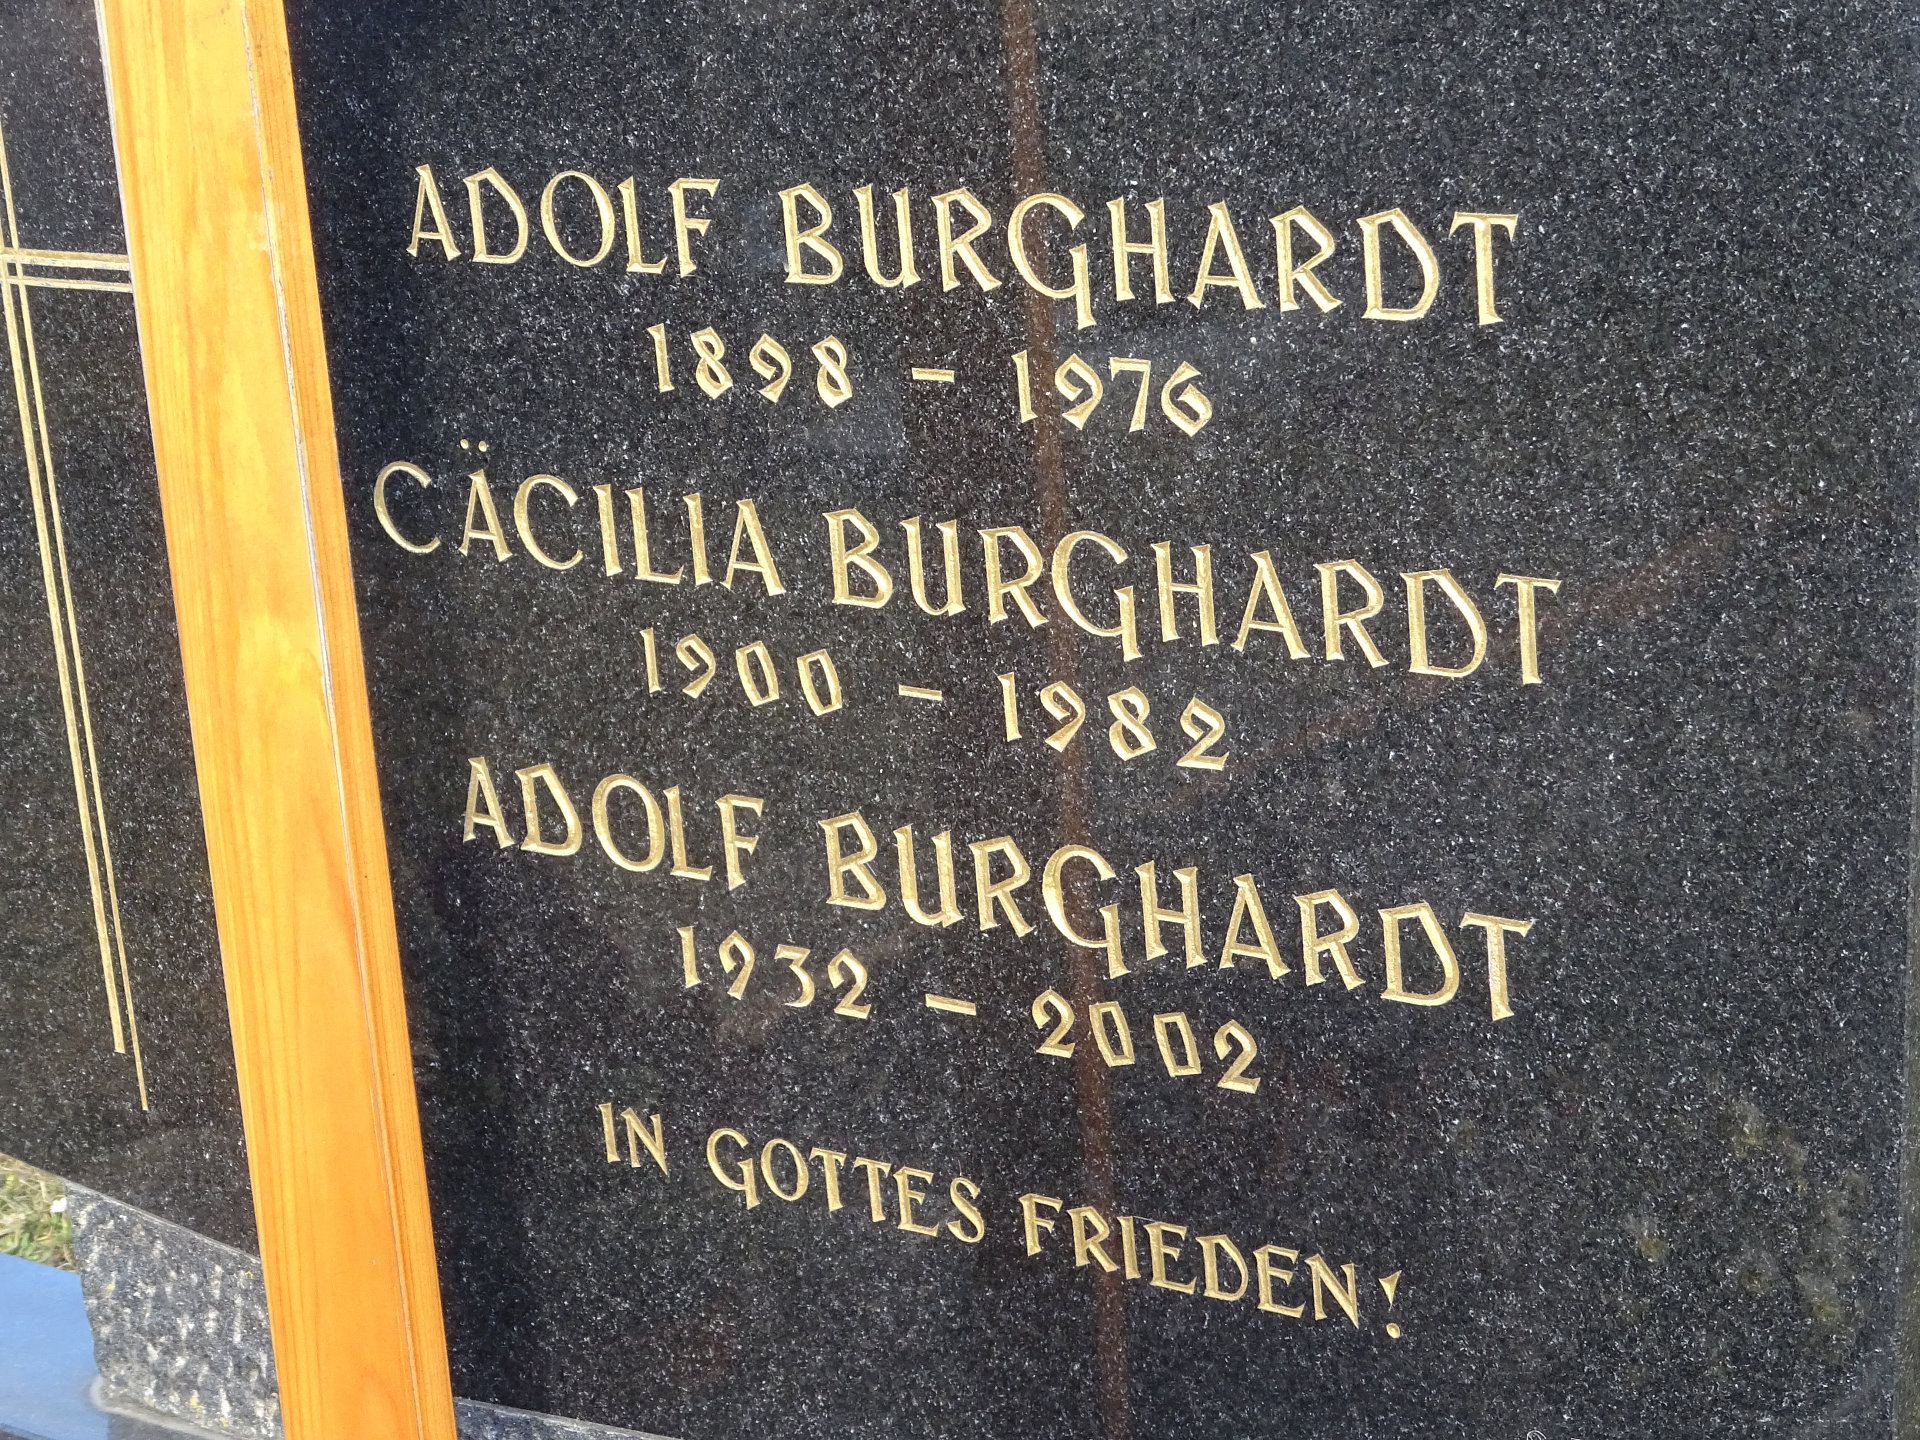 ADOLF BURGHARDT
1898 – 1976
CÄCILIA BURGHARDT
1900 – 1982
ADOLF BURGHARDT
1932 – 2002
IN GOTTES FRIEDEN!